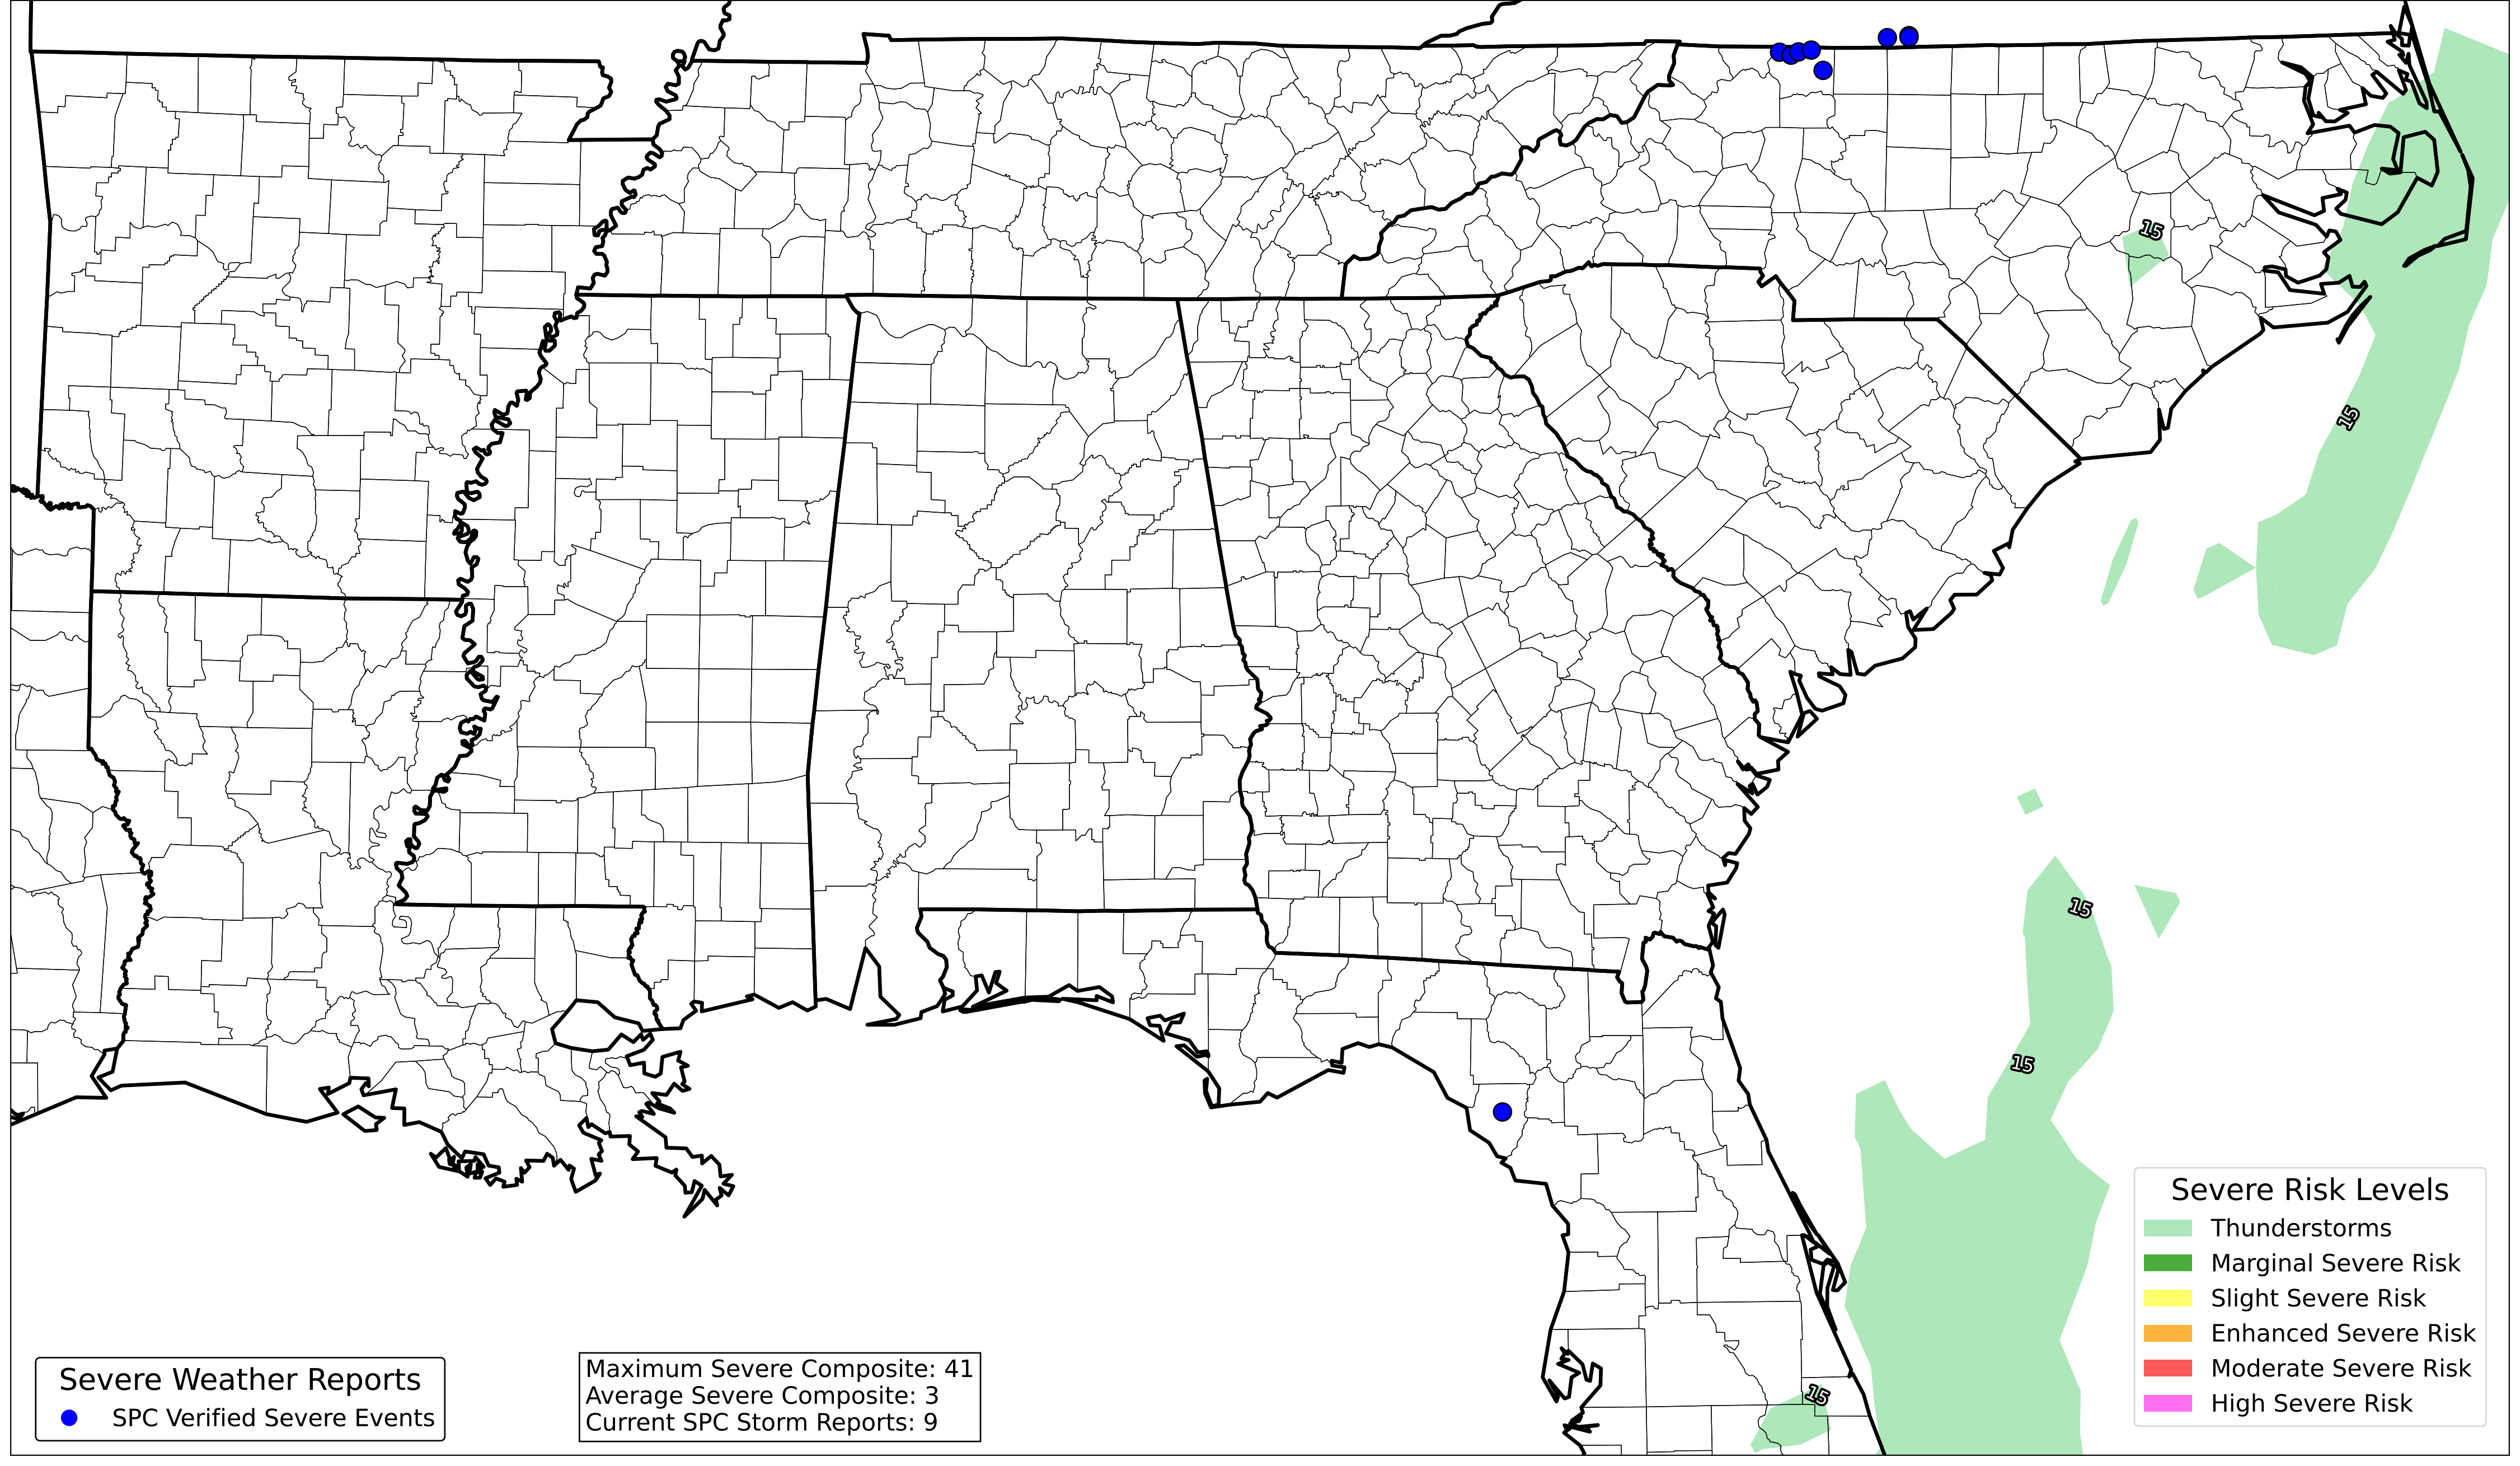 15
15
15
15
15
Severe Risk Levels
Thunderstorms
Marginal Severe Risk
Slight Severe Risk
Enhanced Severe Risk
Moderate Severe Risk
High Severe Risk
Severe Weather Reports
SPC Verified Severe Events
Maximum Severe Composite: 41
Average Severe Composite: 3
Current SPC Storm Reports: 9